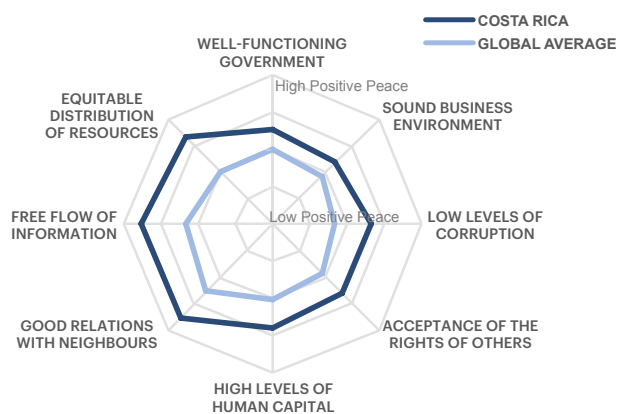 COSTA RICA
GLOBAL AVERAGE
WELL-FUNCTIONING
GOVERNMENT
High Positive Peace
EQUITABLE
DISTRIBUTION
OF RESOURCES
SOUND BUSINESS
ENVIRONMENT
FREE FLOW OF
INFORMATION
Low Positive Peace
LOW LEVELS OF
CORRUPTION
GOOD RELATIONS
WITH NEIGHBOURS
ACCEPTANCE OF THE
RIGHTS OF OTHERS
HIGH LEVELS OF
HUMAN CAPITAL